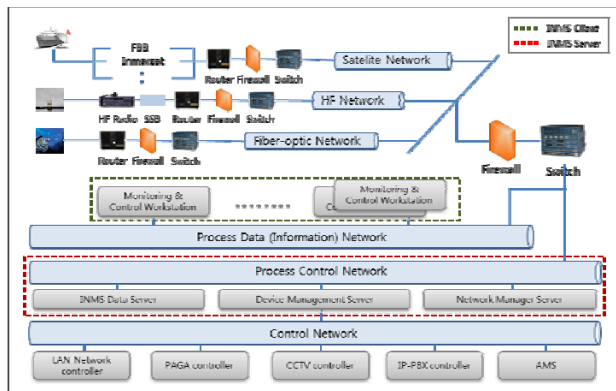 INMS Client
INMS Server
FBB
Inmarsat
Router Firewall
Switch
Satelite Network
HF Radio SSB Router Firewall Switch
HF Network
Router Firewall Switch
Fiber-optic Network
Firewall
Switch
Monitoring &
Control Workstation
Monitoring &
Control Workstation
Process Data (Information) Network
Process Control Network
INMS Data Server
Device Management Server
Network Manager Server
Control Network
LAN Network
controller
PAGA controller
CCTV controller
IP-PBX controller
AMS